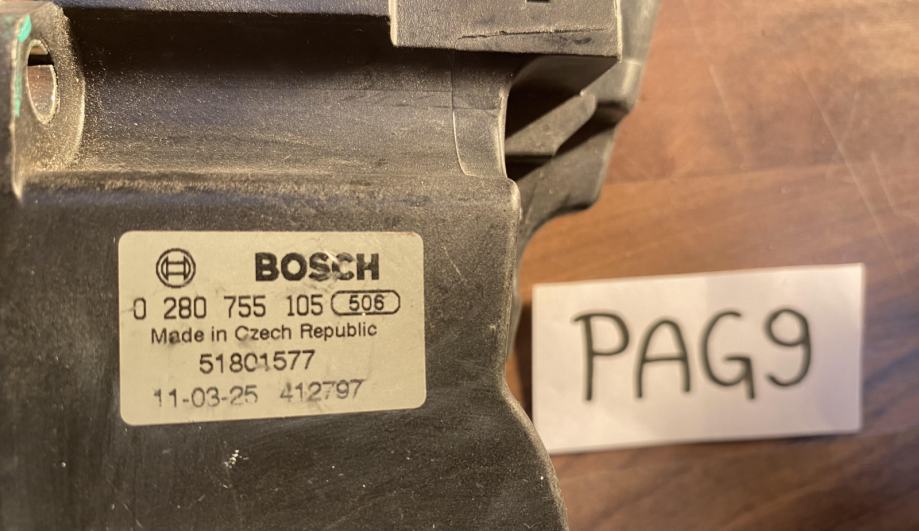 BOSCH
0 280 755 105 506
Made in Czech Republic
51801577
11-03-25 412797
PAG9